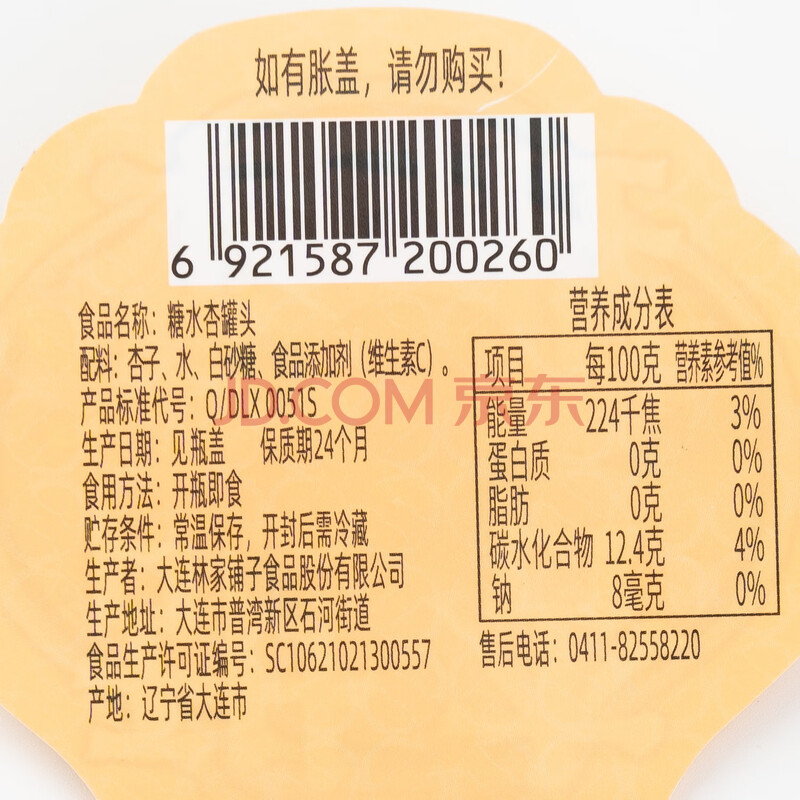 如有胀盖，请勿购买！
6 921587 200260
食品名称：糖水杏罐头
配料：杏子、水、白砂糖、食品添加剂（维生素C）。
产品标准代号：Q/DLX 0051S
生产日期：见瓶盖 保质期24个月
食用方法：开瓶即食
贮存条件：常温保存，开封后需冷藏
生产者：大连林家铺子食品股份有限公司
生产地址：大连市普湾新区石河街道
食品生产许可证编号：SC10621021300557
产地：辽宁省大连市
营养成分表
项目 每100克 营养素参考值%
能量 224千焦 3%
蛋白质 0克 0%
脂肪 0克 0%
碳水化合物 12.4克 4%
钠 8毫克 0%
售后电话：0411-82558220
JD.COM 京东